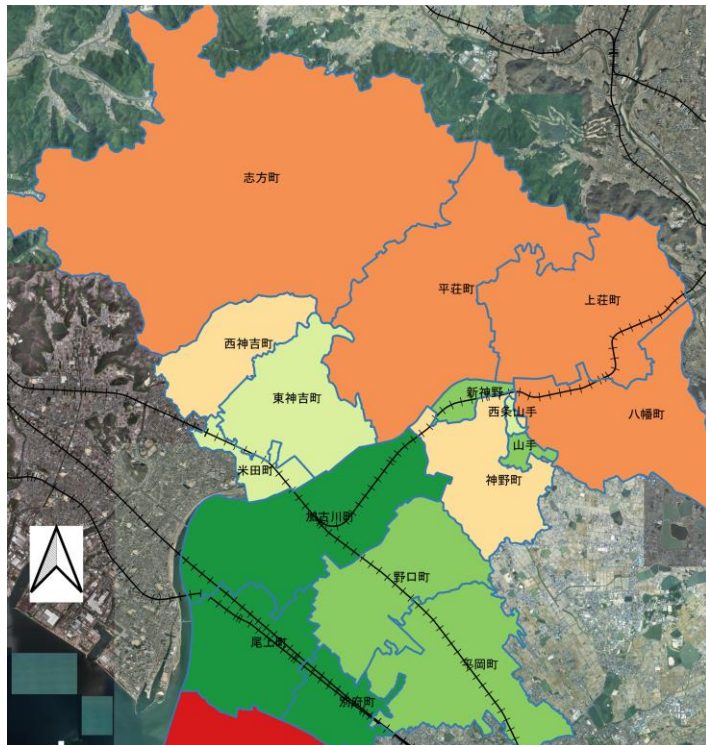 志方町
平荘町
上荘町
西神吉町
新神野
東神吉町
西条山手
八幡町
山手
米田町
神野町
加古川町
野口町
尾上町
平岡町
別府町